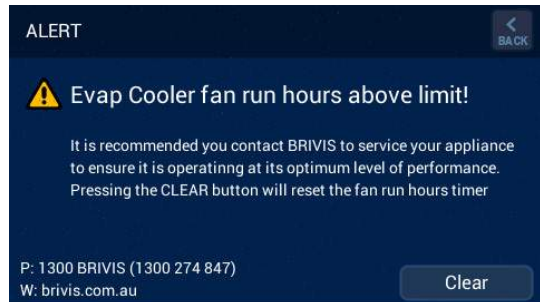 ALERT
BACK
Evap Cooler fan run hours above limit!
It is recommended you contact BRIVIS to service your appliance
to ensure it is operatinng at its optimum level of performance.
Pressing the CLEAR button will reset the fan run hours timer
P: 1300 BRIVIS (1300 274 847)
W: brivis.com.au
Clear